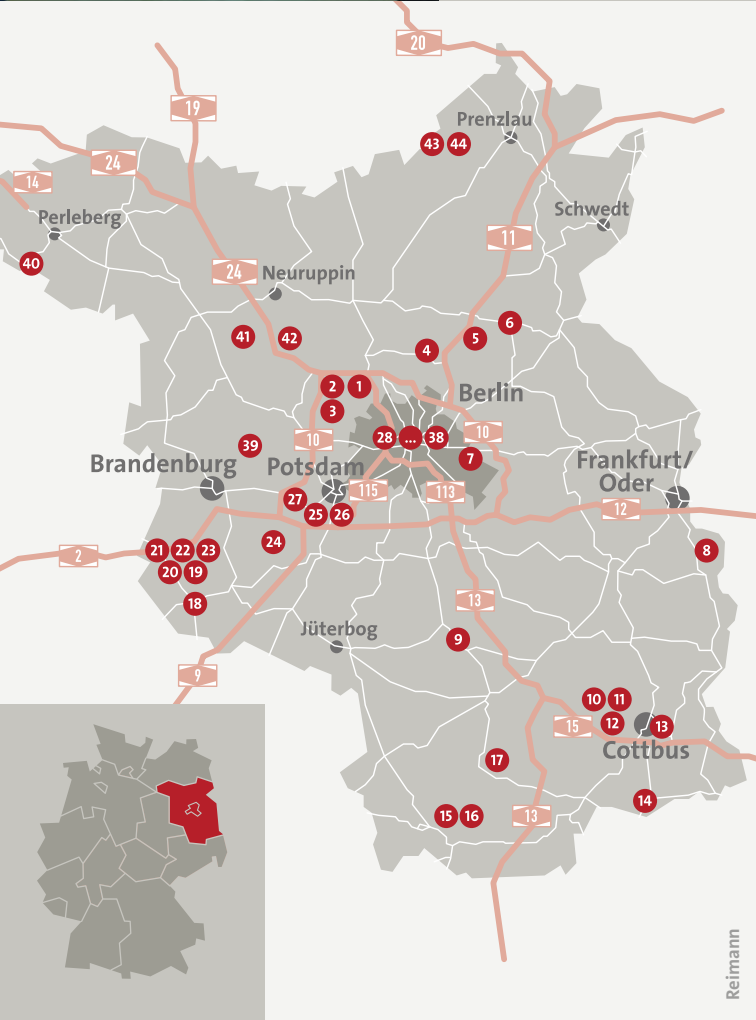 20
19
Prenzlau
43 44
24
14
Schwedt
Perleberg
11
40
24
Neuruppin
6
41 42
5
4
2 1
Berlin
3
28 ... 38
10
10
39
7
Brandenburg
Potsdam
Frankfurt/
Oder
115
113
27
25 26
12
24
21 22 23
2
8
20 19
18
13
Jüterbog
9
9
10 11
12
13
15
Cottbus
17
14
15 16
13
Reimann